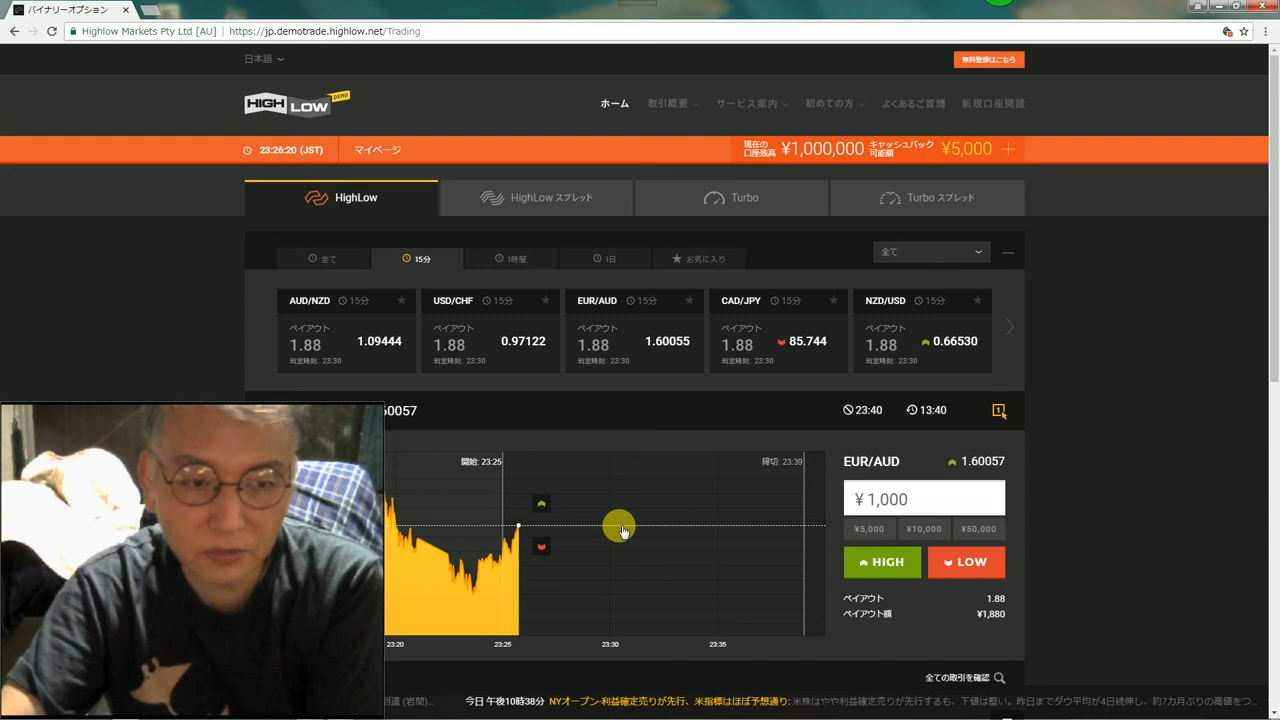 バイナリーオプション
Highlow Markets Pty Ltd [AU] https://jp.demotrade.highlow.net/Trading
日本語
無料登録はこちら
HIGH LOW DEMO
ホーム 取引概要 サービス案内 初めての方 よくあるご質問 新規口座開設
23:26:20 (JST) マイページ
現在の口座残高 ¥1,000,000 キャッシュバック可能額 ¥5,000
HighLow HighLow スプレッド Turbo Turbo スプレッド
全て 15分 1時間 1日 お気に入り 全て
AUD/NZD 15分 USD/CHF 15分 EUR/AUD 15分 CAD/JPY 15分 NZD/USD 15分
ペイアウト ペイアウト ペイアウト ペイアウト ペイアウト
1.88 1.09444 1.88 0.97122 1.88 1.60055 1.88 85.744 1.88 0.66530
判定時刻: 23:30 判定時刻: 23:30 判定時刻: 23:30 判定時刻: 23:30 判定時刻: 23:30
60057 23:40 13:40 1
開始: 23:25 締切: 23:39
EUR/AUD 1.60057
¥ 1,000
¥5,000 ¥10,000 ¥50,000
HIGH LOW
ペイアウト 1.88
ペイアウト額 ¥1,880
23:20 23:25 23:30 23:35
全ての取引を確認
到達 (岩間)... 今日 午後10時38分 NYオープン-利益確定売りが先行、米指標はほぼ予想通り: 米株はやや利益確定売りが先行するも、下値は堅い。昨日までダウ平均が4日続伸し、約7カ月ぶりの高値をつ...